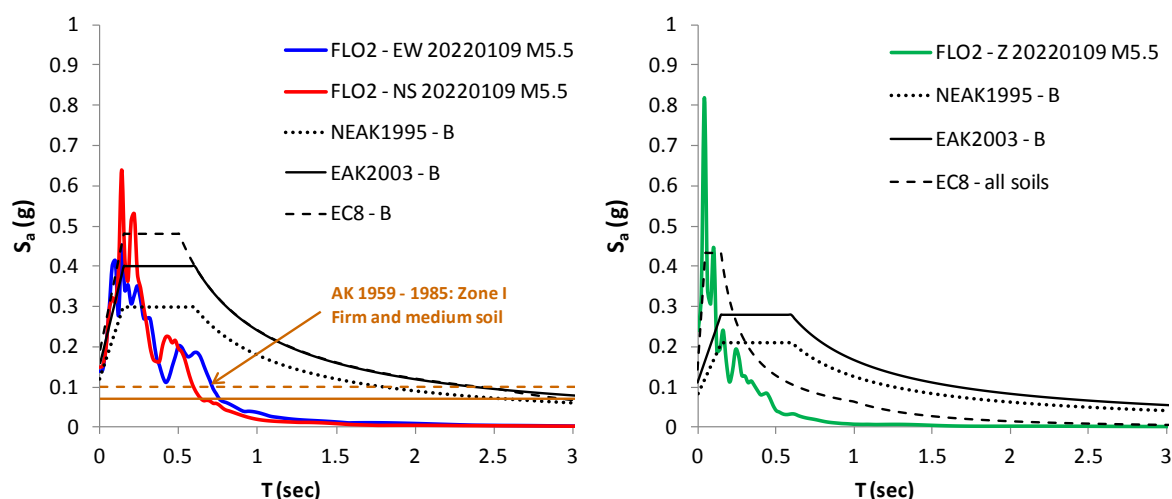 1
0.9
0.8
0.7
0.6
0.5
0.4
0.3
0.2
0.1
0
Sa (g)
0 0.5 1 1.5 2 2.5 3
T (sec)
FLO2 - EW 20220109 M5.5
FLO2 - NS 20220109 M5.5
NEAK1995 - B
EAK2003 - B
EC8 - B
AK 1959 - 1985: Zone I
Firm and medium soil
1
0.9
0.8
0.7
0.6
0.5
0.4
0.3
0.2
0.1
0
Sa (g)
0 0.5 1 1.5 2 2.5 3
T (sec)
FLO2 - Z 20220109 M5.5
NEAK1995 - B
EAK2003 - B
EC8 - all soils